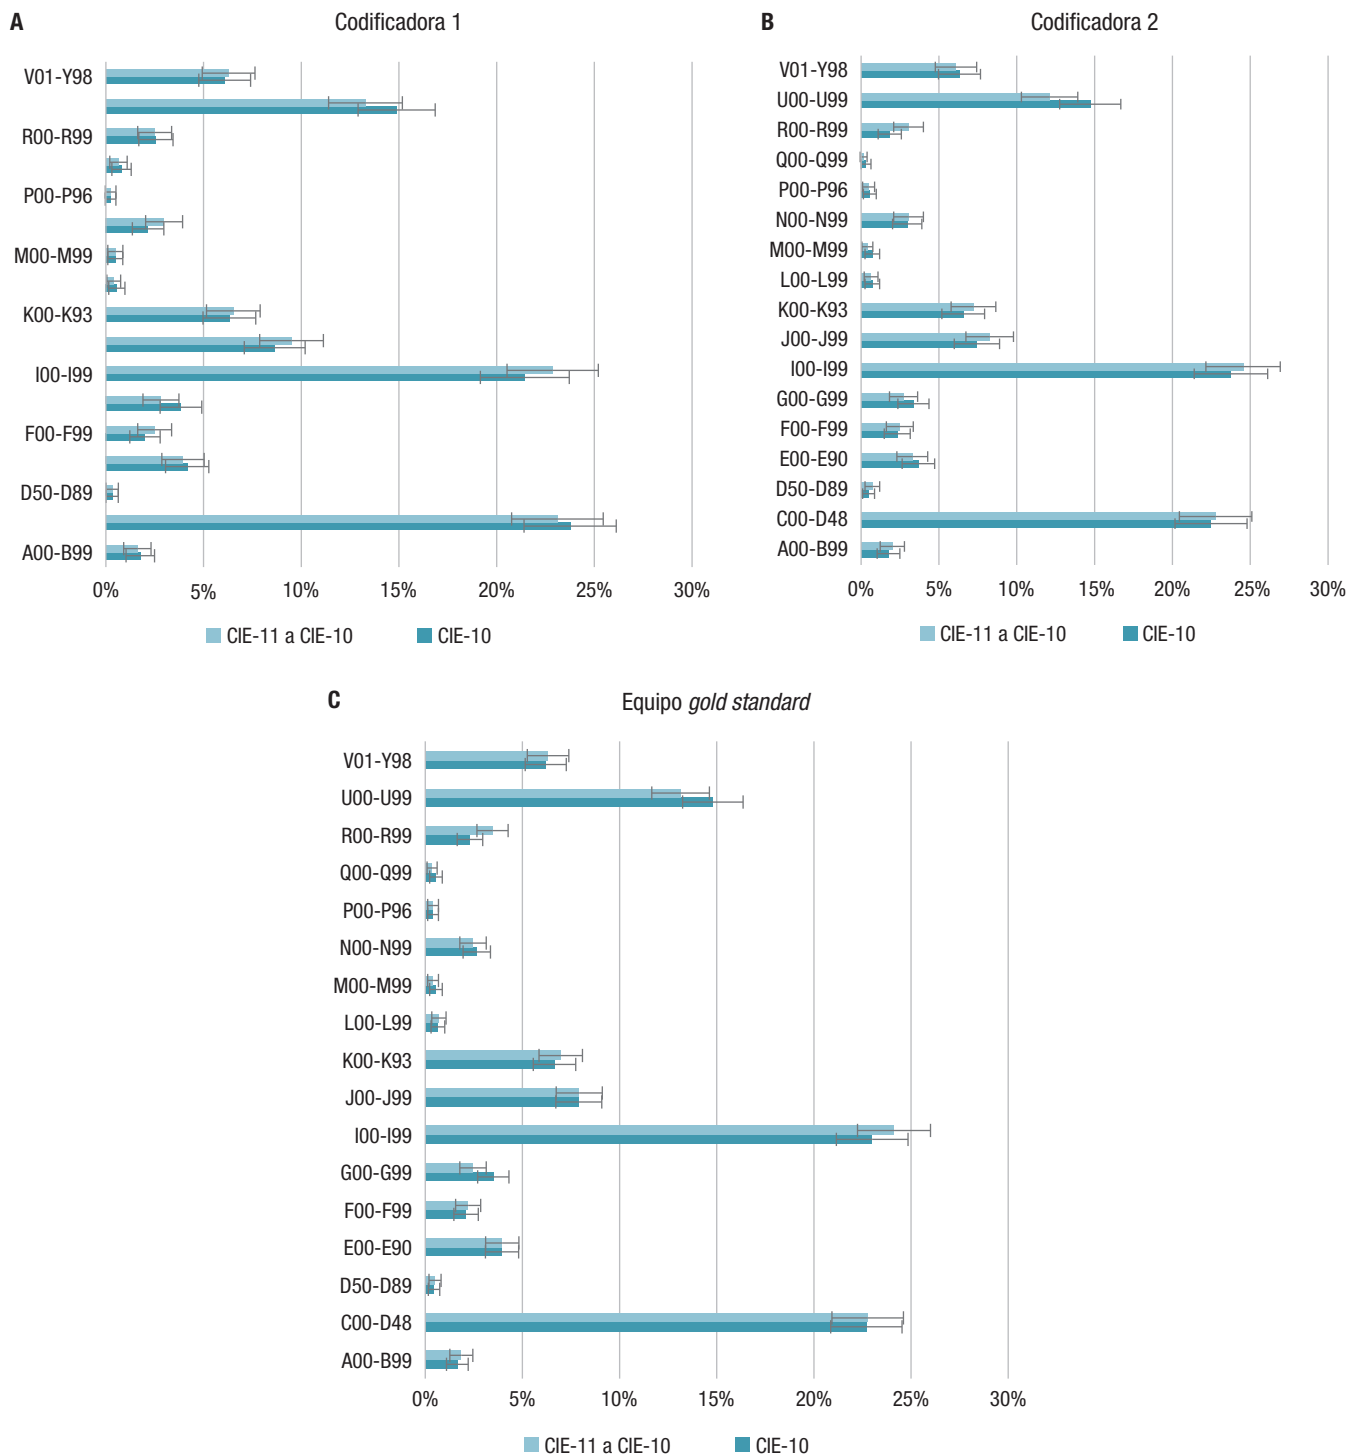 A
Codificadora 1
V01-Y98
R00-R99
P00-P96
M00-M99
K00-K93
I00-I99
F00-F99
D50-D89
A00-B99
0% 5% 10% 15% 20% 25% 30%
CIE-11 a CIE-10 CIE-10
B
Codificadora 2
V01-Y98
U00-U99
R00-R99
Q00-Q99
P00-P96
N00-N99
M00-M99
L00-L99
K00-K93
J00-J99
I00-I99
G00-G99
F00-F99
E00-E90
D50-D89
C00-D48
A00-B99
0% 5% 10% 15% 20% 25% 30%
CIE-11 a CIE-10 CIE-10
C
Equipo gold standard
V01-Y98
U00-U99
R00-R99
Q00-Q99
P00-P96
N00-N99
M00-M99
L00-L99
K00-K93
J00-J99
I00-I99
G00-G99
F00-F99
E00-E90
D50-D89
C00-D48
A00-B99
0% 5% 10% 15% 20% 25% 30%
CIE-11 a CIE-10 CIE-10